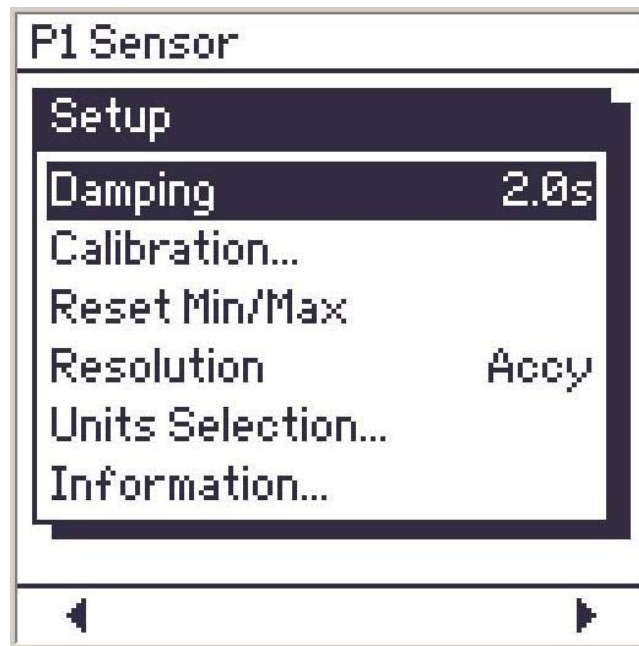 P1 Sensor
Setup
Damping 2.0s
Calibration...
Reset Min/Max
Resolution Accy
Units Selection...
Information...